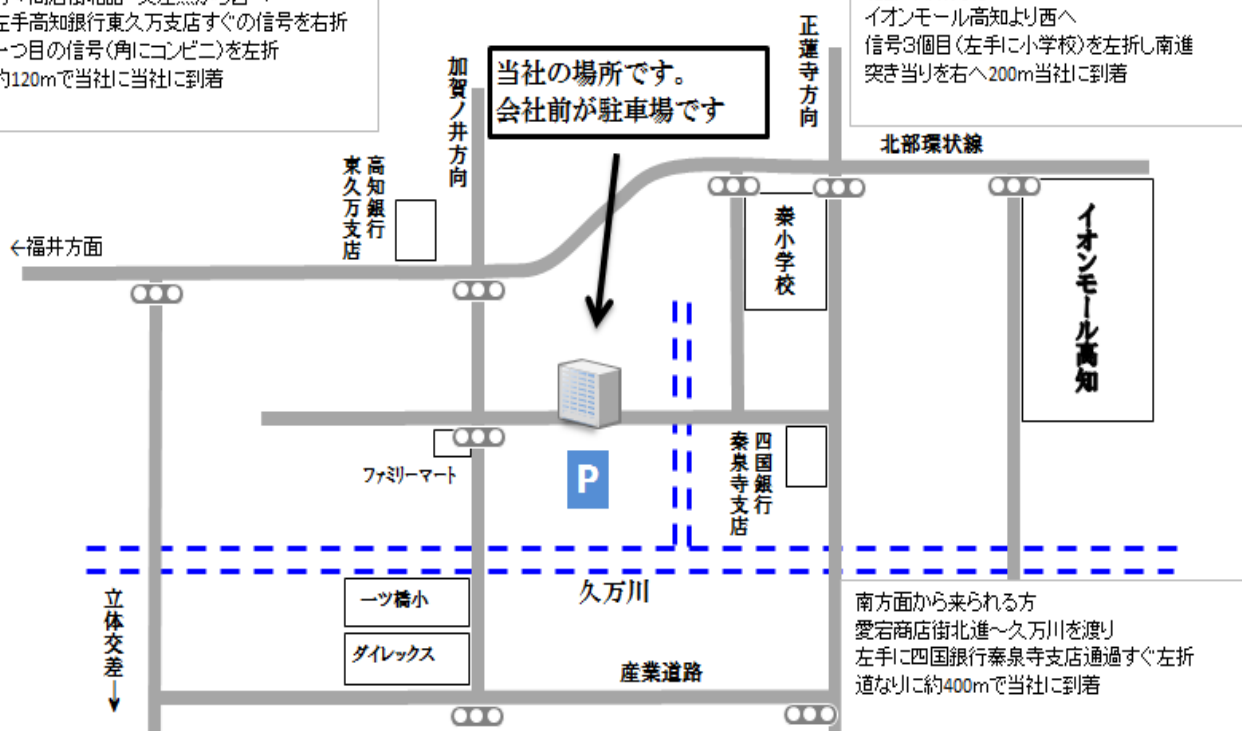 左手高知銀行東久万支店すぐの信号を右折
一つ目の信号(角にコンビニ)を左折
約120mで当社に当社に到着
加賀ノ井方向
当社の場所です。
会社前が駐車場です
正蓮寺方向
イオンモール高知より西へ
信号3個目(左手に小学校)を左折し南進
突き当りを右へ200m当社に到着
北部環状線
高知銀行
東久万支店
←福井方面
秦小学校
イオンモール高知
ファミリーマート
P
四国銀行
秦泉寺支店
久万川
立体交差→
一ツ橋小
ダイレックス
産業道路
南方面から来られる方
愛宕商店街北進～久万川を渡り
左手に四国銀行秦泉寺支店通過すぐ左折
道なりに約400mで当社に到着